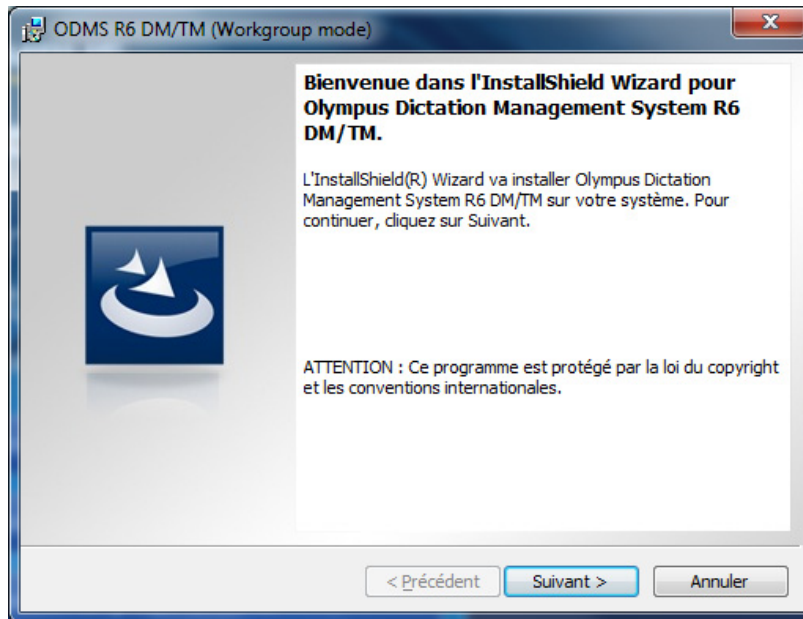 ODMS R6 DM/TM (Workgroup mode)
Bienvenue dans l'InstallShield Wizard pour
Olympus Dictation Management System R6
DM/TM.
L'InstallShield(R) Wizard va installer Olympus Dictation
Management System R6 DM/TM sur votre système. Pour
continuer, cliquez sur Suivant.
ATTENTION : Ce programme est protégé par la loi du copyright
et les conventions internationales.
< Précédent
Suivant >
Annuler